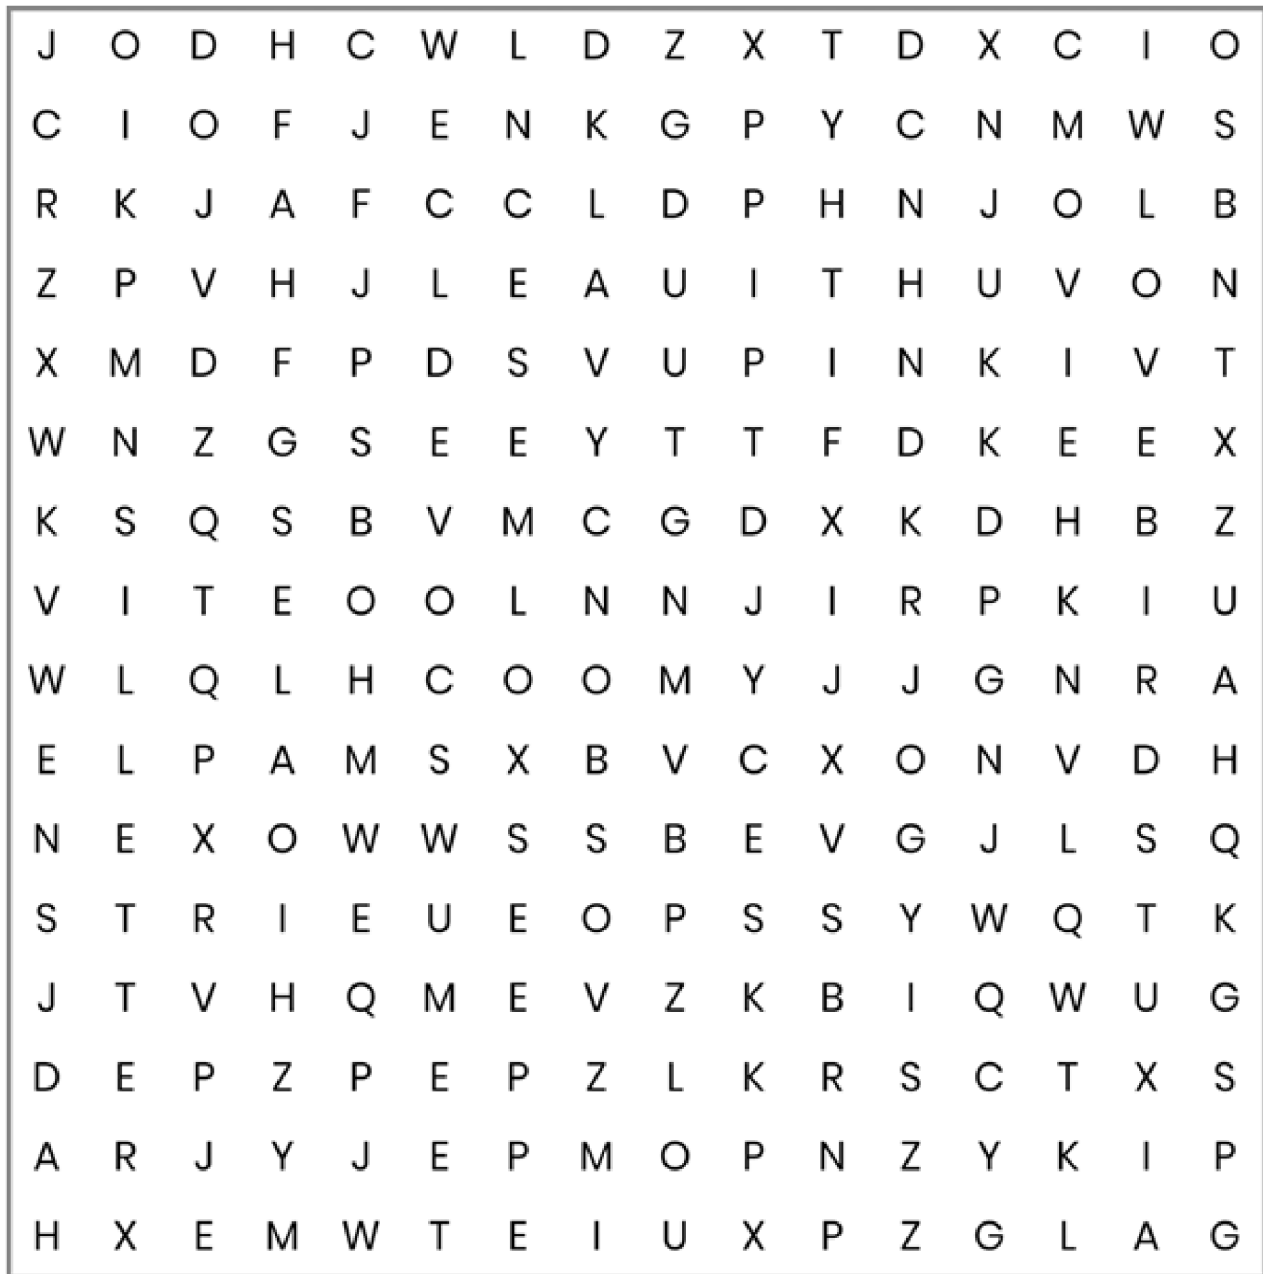 J O D H C W L D Z X T D X C I O
C I O F J E N K G P Y C N M W S
R K J A F C C L D P H N J O L B
Z P V H J L E A U I T H U V O N
X M D F P D S V U P I N K I V T
W N Z G S E E Y T T F D K E E X
K S Q S B V M C G D X K D H B Z
V I T E O O L N N J I R P K I U
W L Q L H C O O M Y J J G N R A
E L P A M S X B V C X O N V D H
N E X O W W S S B E V G J L S Q
S T R I E U E O P S S Y W Q T K
J T V H Q M E V Z K B I Q W U G
D E P Z P E P Z L K R S C T X S
A R J Y J E P M O P N Z Y K I P
H X E M W T E I U X P Z G L A G